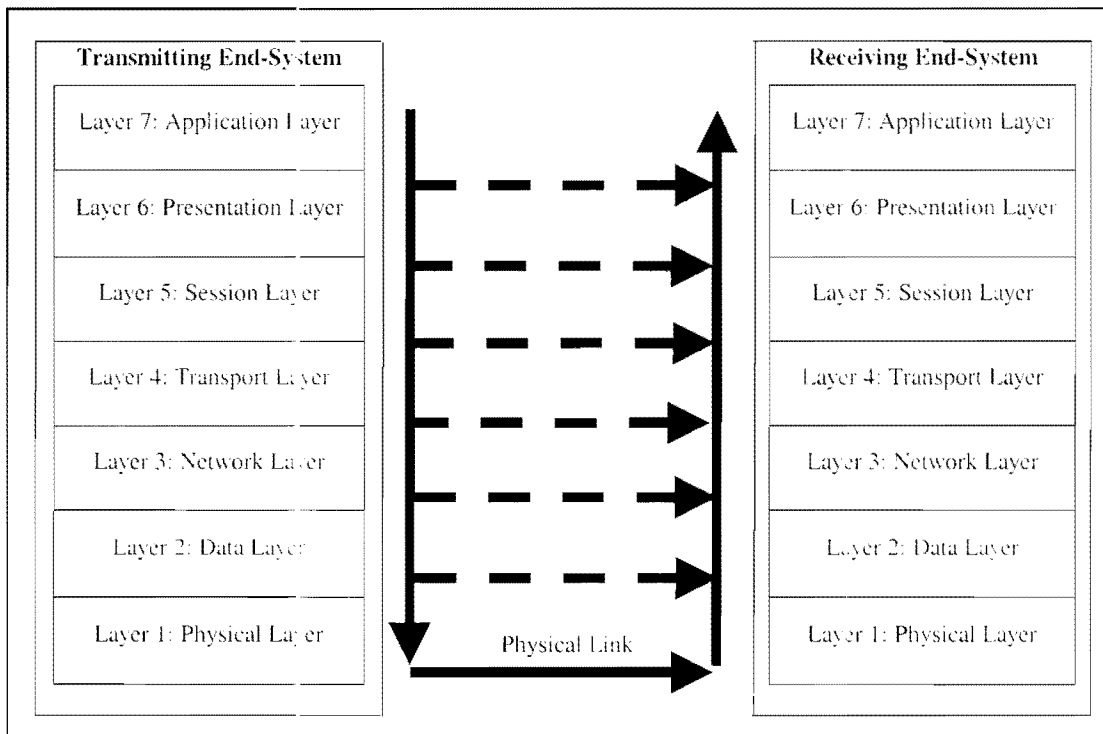 Transmitting End-System
Layer 7: Application Layer
Layer 6: Presentation Layer
Layer 5: Session Layer
Layer 4: Transport Layer
Layer 3: Network Layer
Layer 2: Data Layer
Layer 1: Physical Layer
Physical Link
Receiving End-System
Layer 7: Application Layer
Layer 6: Presentation Layer
Layer 5: Session Layer
Layer 4: Transport Layer
Layer 3: Network Layer
Layer 2: Data Layer
Layer 1: Physical Layer